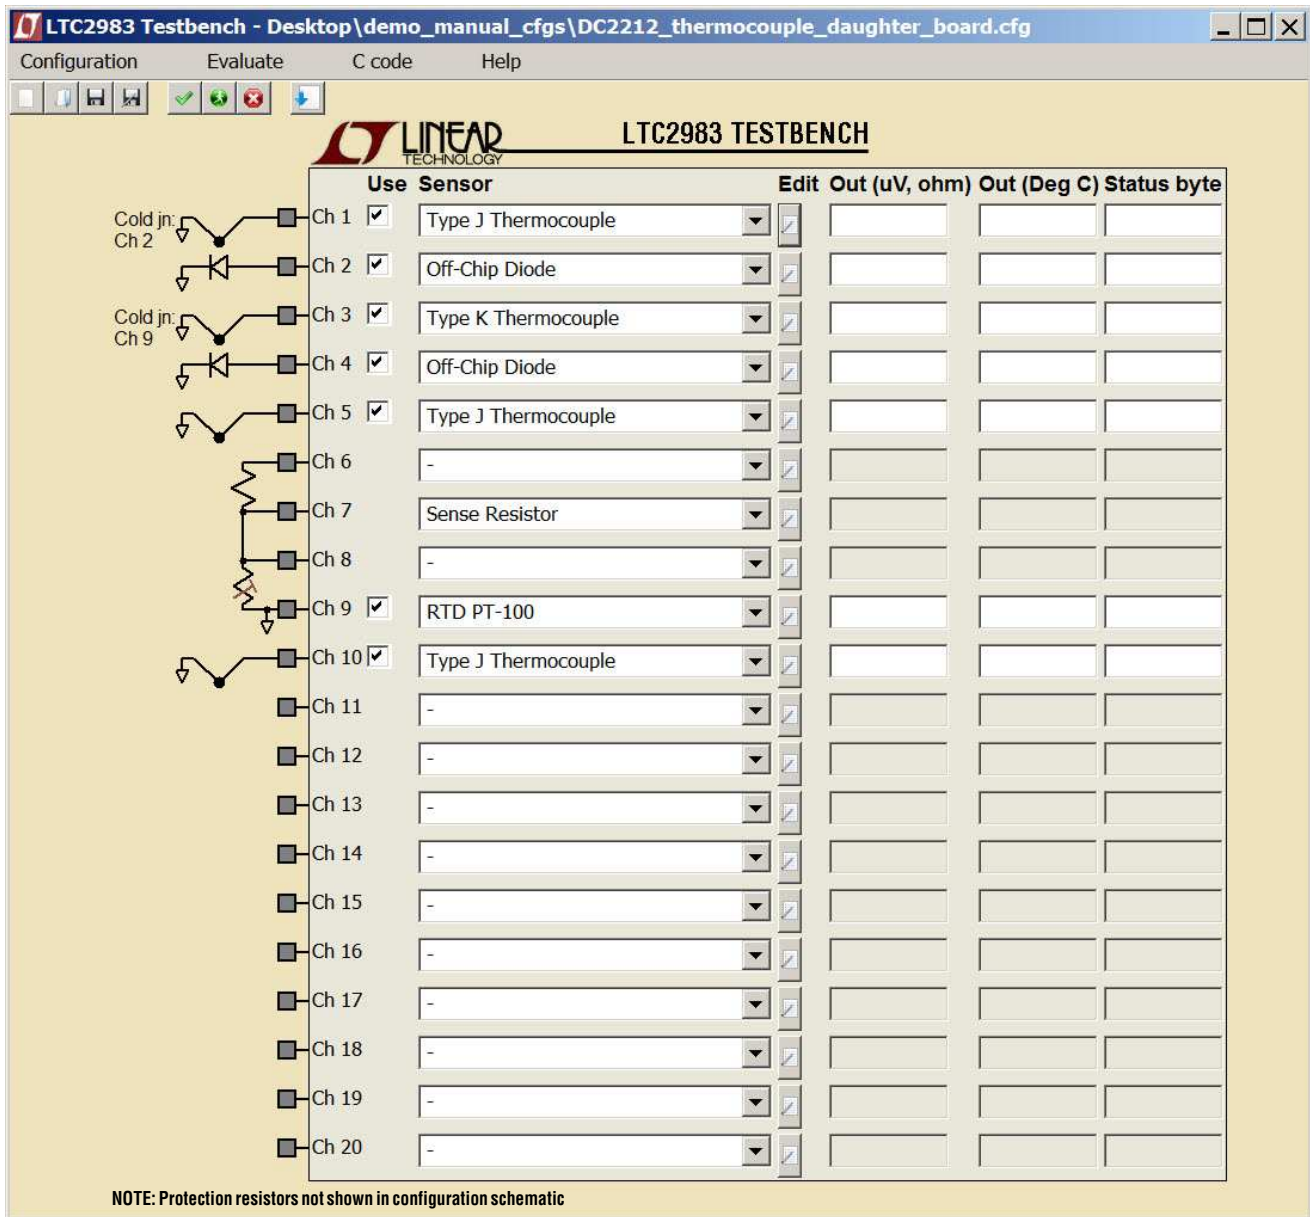 LTC2983 Testbench - Desktop\demo_manual_cfgs\DC2212_thermocouple_daughter_board.cfg
Configuration Evaluate C code Help
LINEAR TECHNOLOGY
LTC2983 TESTBENCH
Use Sensor Edit Out (uV, ohm) Out (Deg C) Status byte
Cold jn: Ch 2
Ch 1 Type J Thermocouple
Ch 2 Off-Chip Diode
Cold jn: Ch 9
Ch 3 Type K Thermocouple
Ch 4 Off-Chip Diode
Ch 5 Type J Thermocouple
Ch 6 -
Ch 7 Sense Resistor
Ch 8 -
Ch 9 RTD PT-100
Ch 10 Type J Thermocouple
Ch 11 -
Ch 12 -
Ch 13 -
Ch 14 -
Ch 15 -
Ch 16 -
Ch 17 -
Ch 18 -
Ch 19 -
Ch 20 -
NOTE: Protection resistors not shown in configuration schematic